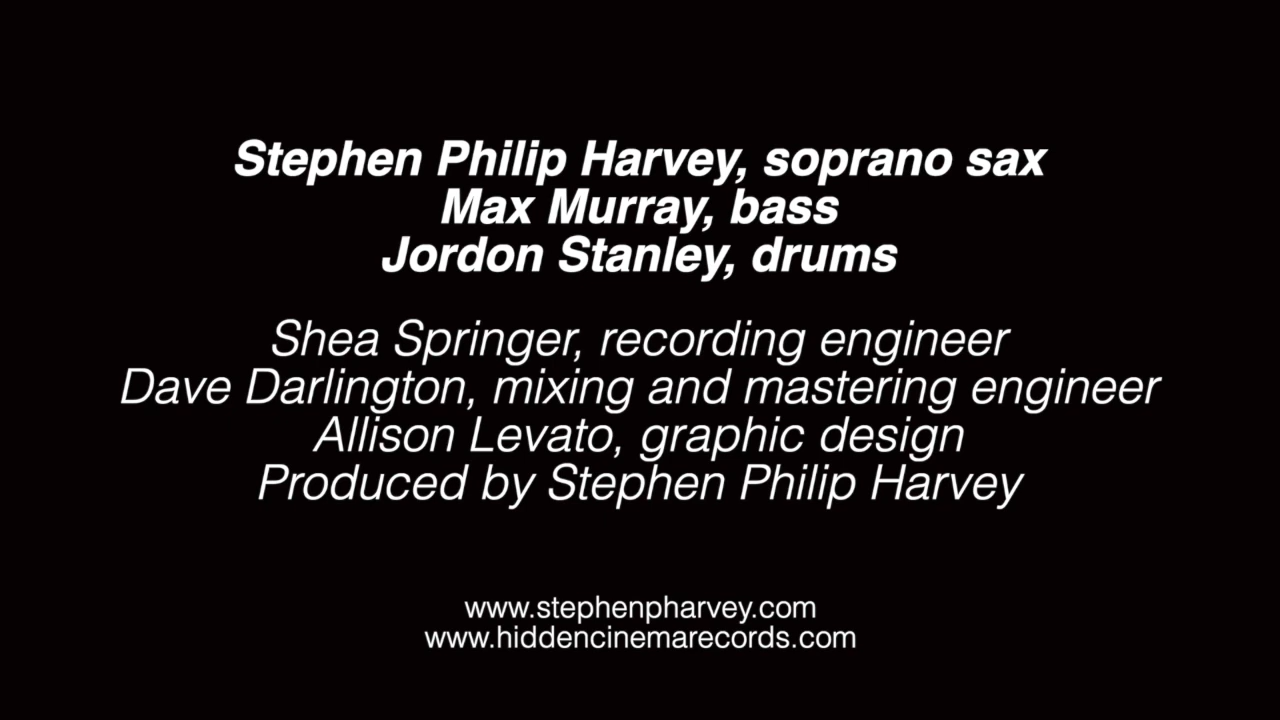 Stephen Philip Harvey, soprano sax
Max Murray, bass
Jordon Stanley, drums
Shea Springer, recording engineer
Dave Darlington, mixing and mastering engineer
Allison Levato, graphic design
Produced by Stephen Philip Harvey
www.stephenpharvey.com
www.hiddencinemarecords.com